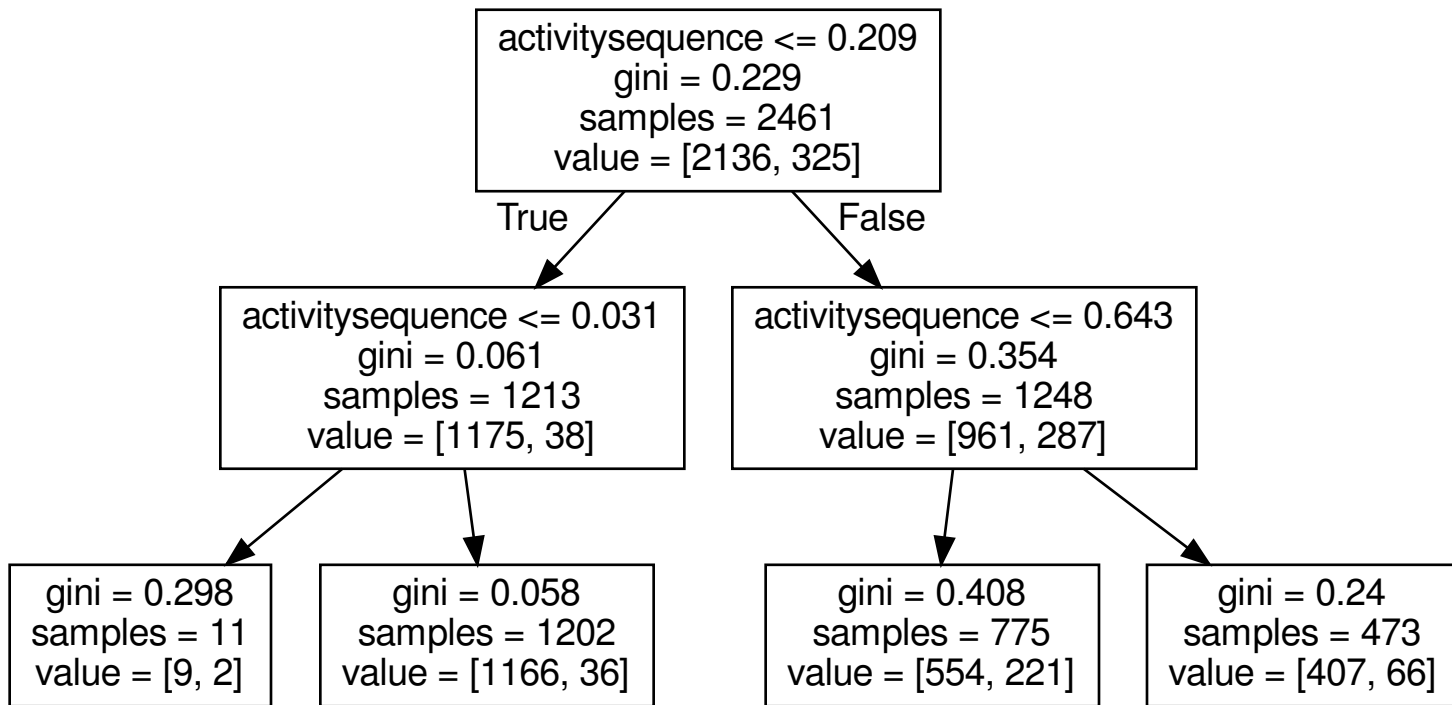 activitysequence <= 0.209
gini = 0.229
samples = 2461
value = [2136, 325]
True
False
activitysequence <= 0.031
gini = 0.061
samples = 1213
value = [1175, 38]
activitysequence <= 0.643
gini = 0.354
samples = 1248
value = [961, 287]
gini = 0.298
samples = 11
value = [9, 2]
gini = 0.058
samples = 1202
value = [1166, 36]
gini = 0.408
samples = 775
value = [554, 221]
gini = 0.24
samples = 473
value = [407, 66]